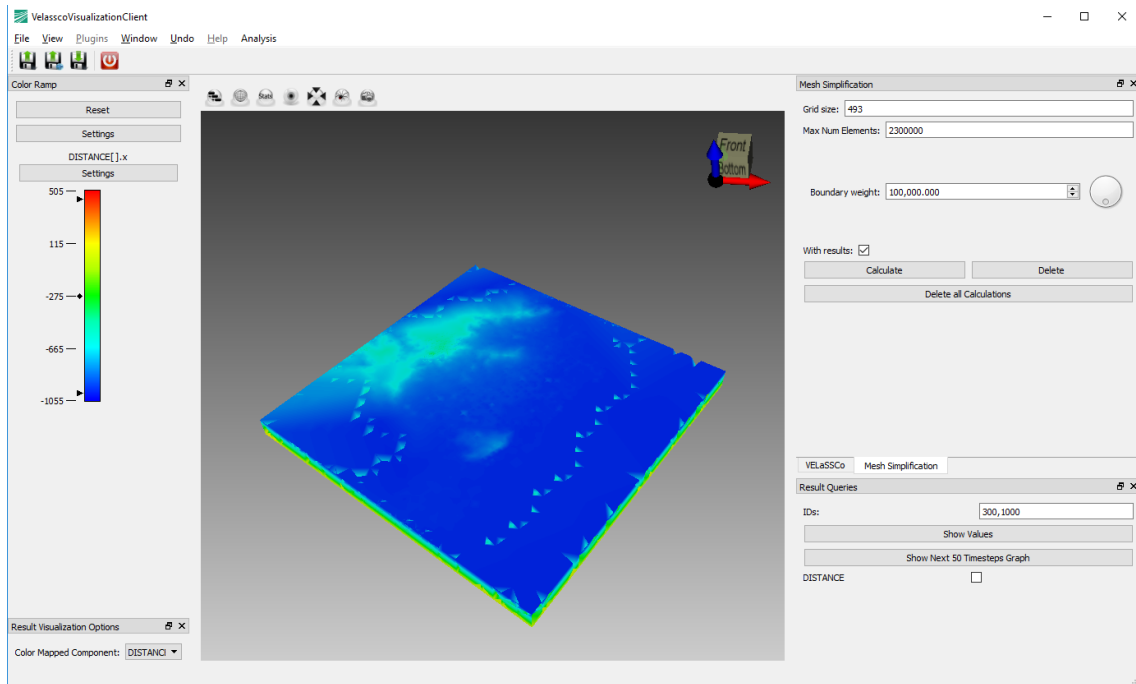 VelasscoVisualizationClient
File View Plugins Window Undo Help Analysis
Color Ramp
Reset
Settings
DISTANCE[].x
Settings
505
115
-275
-665
-1055
Result Visualization Options
Color Mapped Component: DISTANCI
Stats
Front
Bottom
Mesh Simplification
Grid size: 493
Max Num Elements: 2300000
Boundary weight: 100,000.000
With results:
Calculate Delete
Delete all Calculations
VELaSSCo Mesh Simplification
Result Queries
IDs: 300,1000
Show Values
Show Next 50 Timesteps Graph
DISTANCE